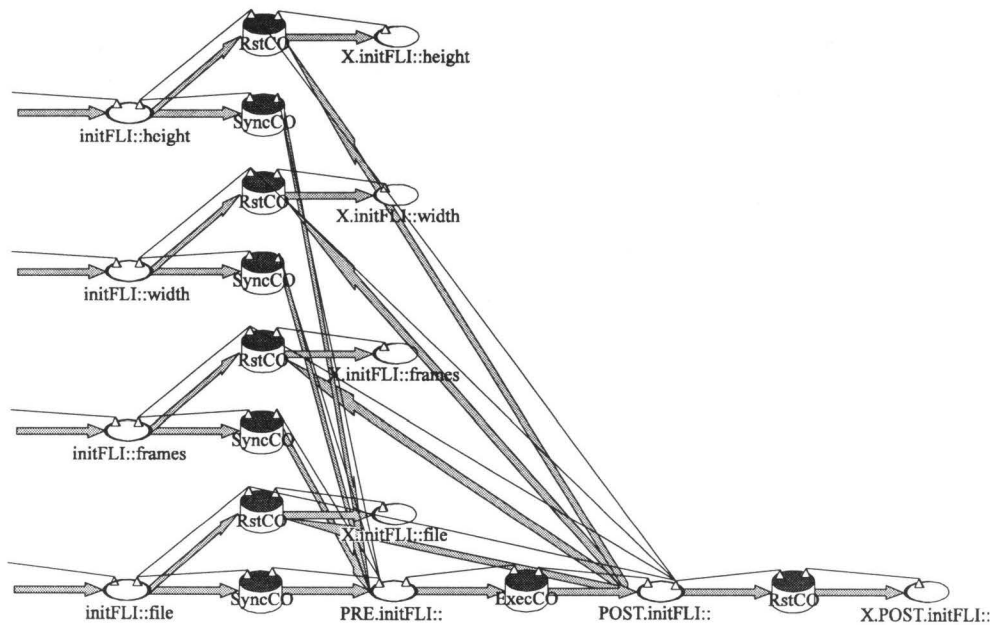 RstCO
X.initFLI::height
SyncCO
initFLI::height
RstCO
X.initFLI::width
SyncCO
initFLI::width
RstCO
X.initFLI::frames
SyncCO
initFLI::frames
RstCO
X.initFLI::file
SyncCO
ExecCO
RstCO
initFLI::file
PRE.initFLI::
POST.initFLI::
X.POST.initFLI::